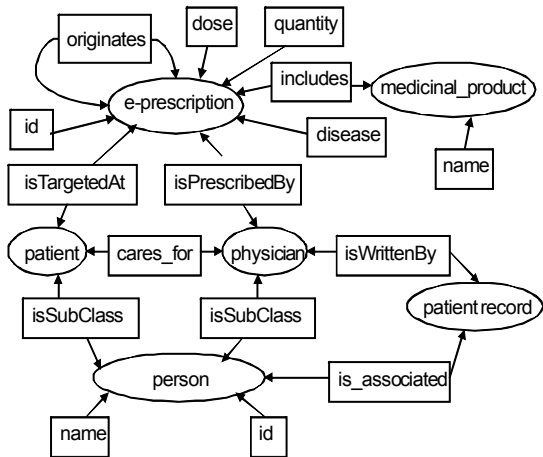 originates
dose
quantity
includes
e-prescription
medicinal_product
id
disease
name
isTargetedAt
isPrescribedBy
patient
cares_for
physician
isWrittenBy
isSubClass
isSubClass
patient record
person
is_associated
name
id